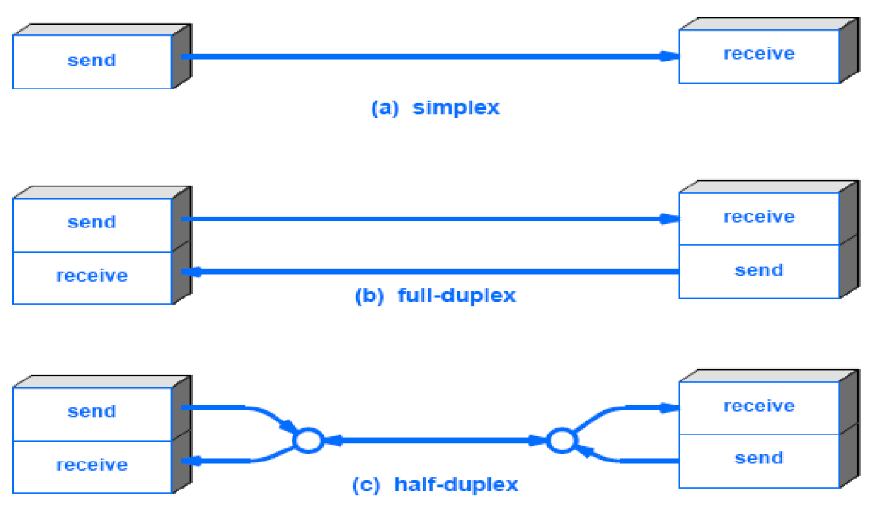 send
receive
(a) simplex
send
receive
receive
send
(b) full-duplex
send
receive
receive
send
(c) half-duplex